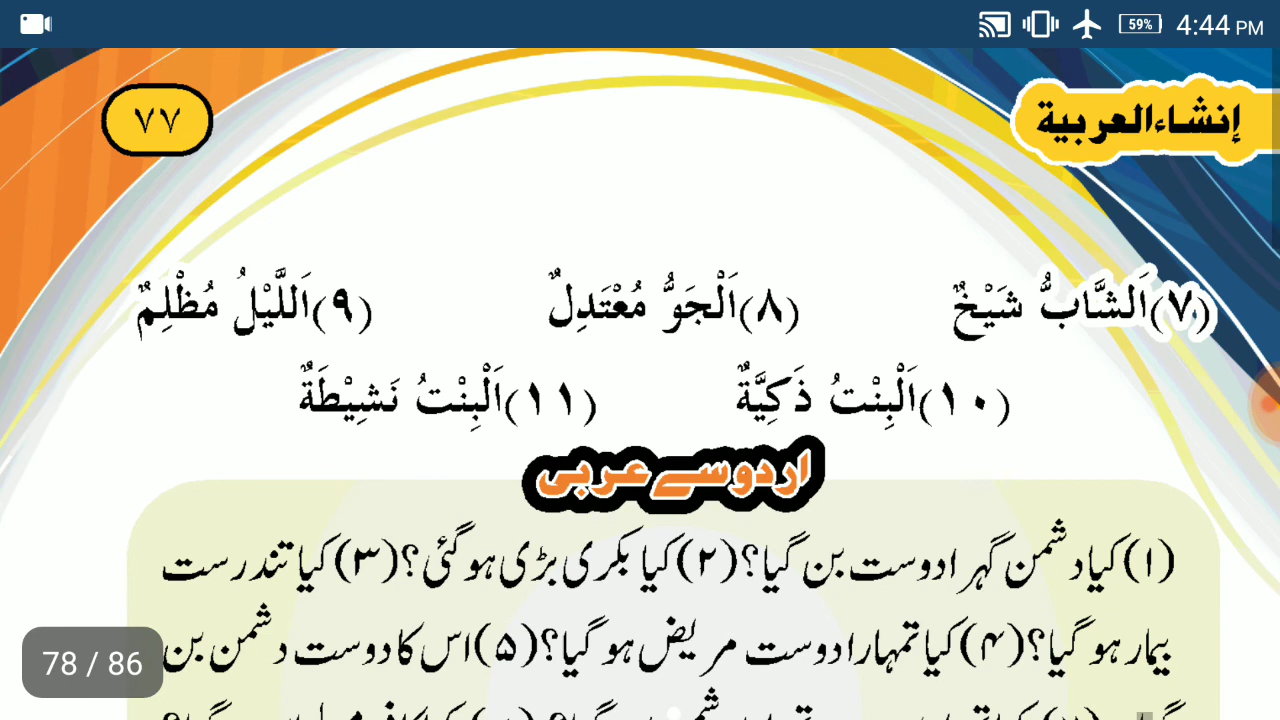 59% 4:44 PM
إنشاء العربية
٧٧
(٧) اَلشَّابُّ شَيْخٌ (٨) اَلْجَوُّ مُعْتَدِلٌ (٩) اَللَّيْلُ مُظْلِمٌ
(١٠) اَلْبِنْتُ ذَكِيَّةٌ (١١) اَلْبِنْتُ نَشِيْطَةٌ
اردو سے عربی
(۱) کیا دشمن گہرا دوست بن گیا؟ (۲) کیا بکری بڑی ہو گئی؟ (۳) کیا تندرست
بیمار ہو گیا؟ (۴) کیا تمہارا دوست مریض ہو گیا؟ (۵) اس کا دوست دشمن بن
78 / 86